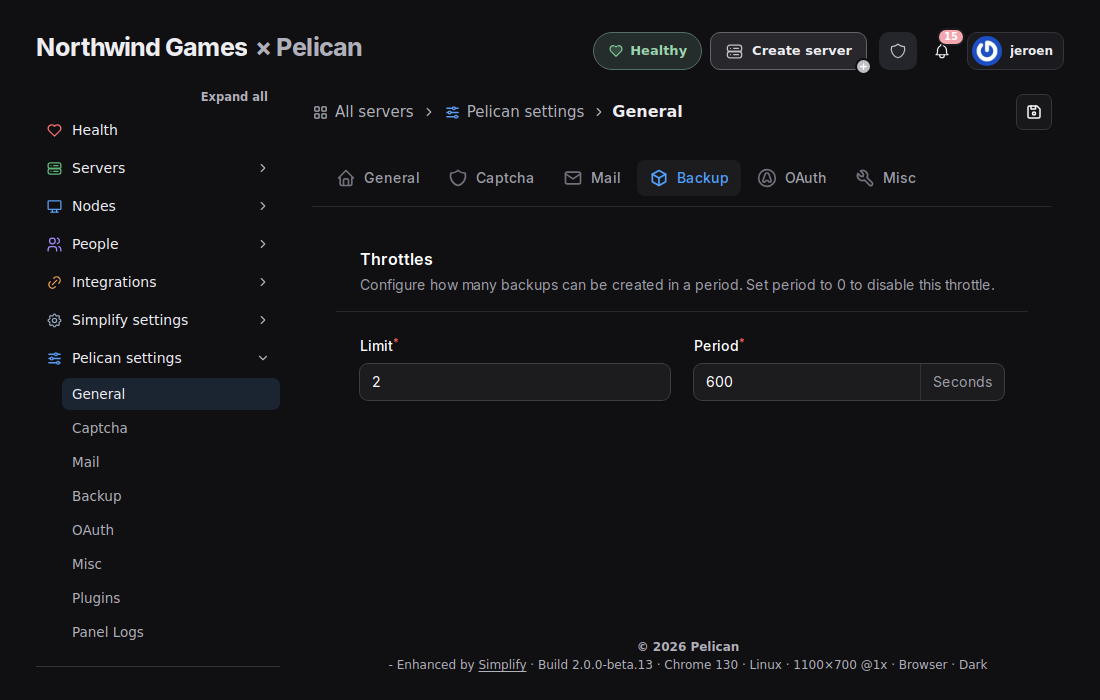 Northwind Games × Pelican
Healthy
Create server
15
jeroen
Expand all
Health
Servers
Nodes
People
Integrations
Simplify settings
Pelican settings
General
Captcha
Mail
Backup
OAuth
Misc
Plugins
Panel Logs
All servers > Pelican settings > General
General Captcha Mail Backup OAuth Misc
Throttles
Configure how many backups can be created in a period. Set period to 0 to disable this throttle.
Limit* Period*
2 600 Seconds
© 2026 Pelican
- Enhanced by Simplify · Build 2.0.0-beta.13 · Chrome 130 · Linux · 1100×700 @1x · Browser · Dark